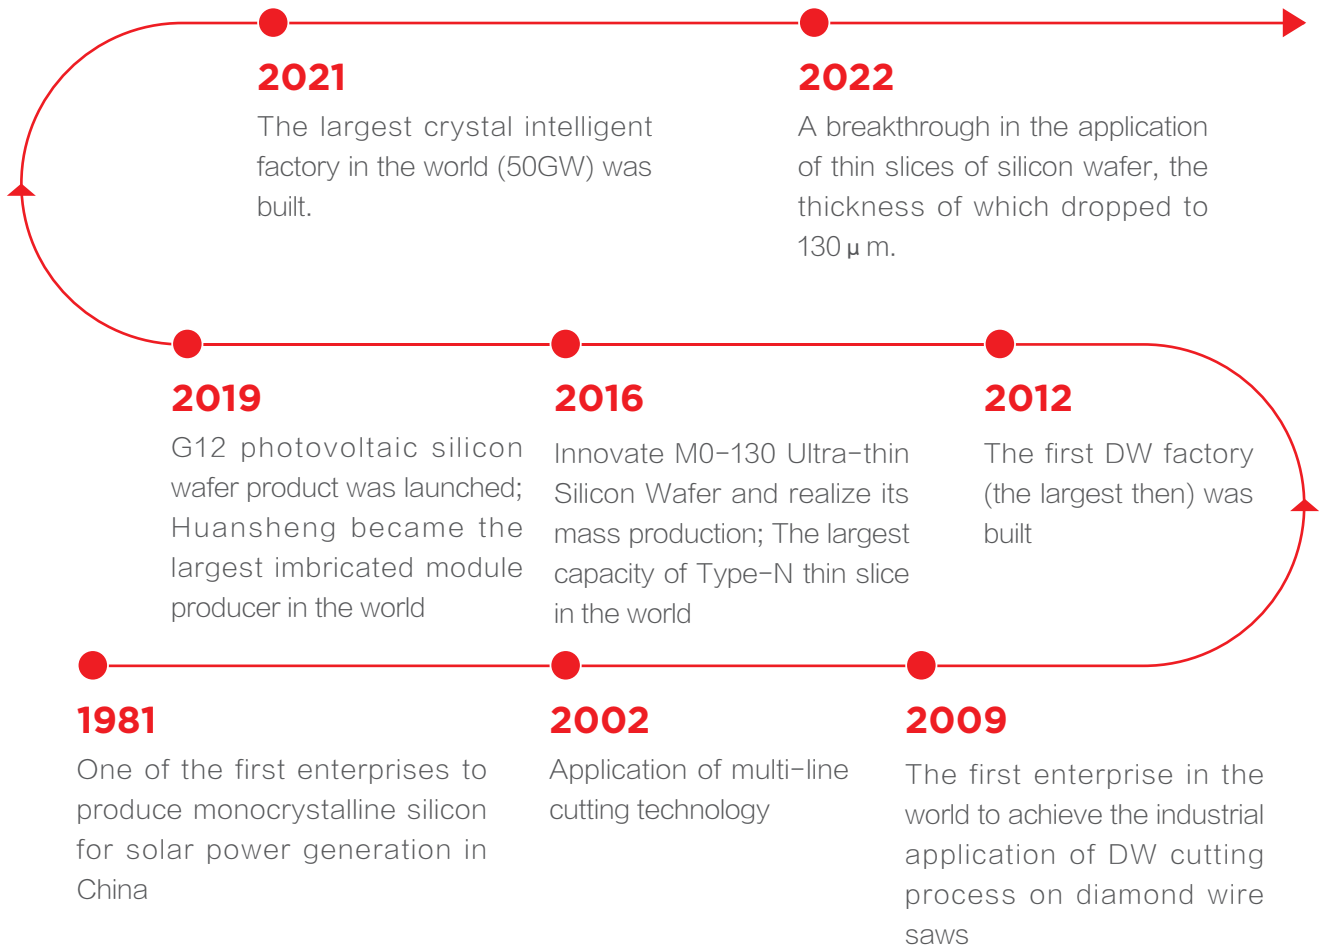 2021
The largest crystal intelligent
factory in the world (50GW) was
built.
2022
A breakthrough in the application
of thin slices of silicon wafer, the
thickness of which dropped to
130 μ m.
2019
G12 photovoltaic silicon
wafer product was launched;
Huansheng became the
largest imbricated module
producer in the world
2016
Innovate M0-130 Ultra-thin
Silicon Wafer and realize its
mass production; The largest
capacity of Type-N thin slice
in the world
2012
The first DW factory
(the largest then) was
built
1981
One of the first enterprises to
produce monocrystalline silicon
for solar power generation in
China
2002
Application of multi-line
cutting technology
2009
The first enterprise in the
world to achieve the industrial
application of DW cutting
process on diamond wire
saws